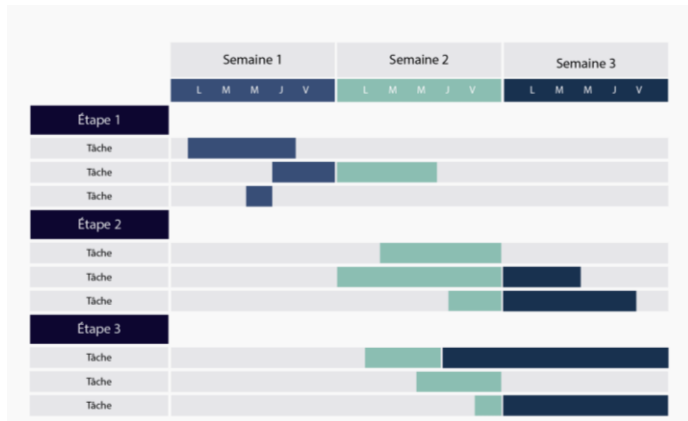 Semaine 1 Semaine 2 Semaine 3
L M M J V L M M J V L M M J V
Étape 1
Tâche
Tâche
Tâche
Étape 2
Tâche
Tâche
Tâche
Étape 3
Tâche
Tâche
Tâche